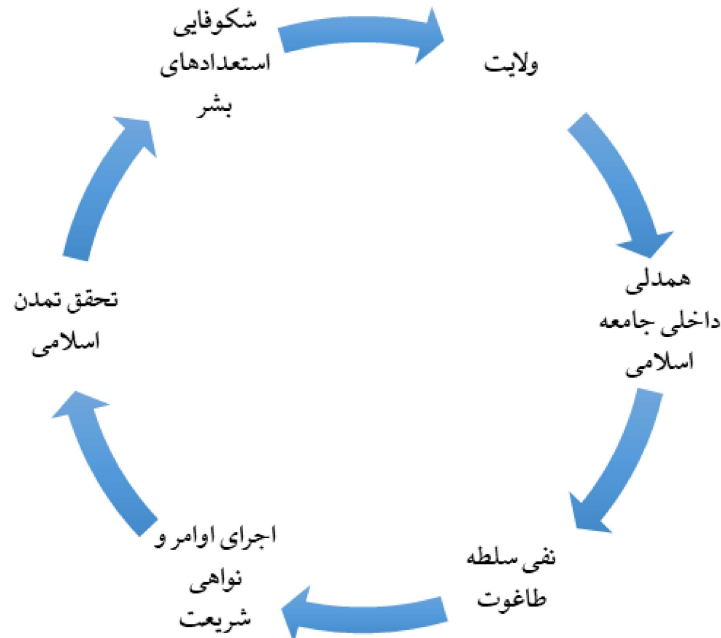 ولایت
همدلی
داخلی جامعه
اسلامی
نفی سلطه
طاغوت
اجرای اوامر و
نواهی
شریعت
تحقق تمدن
اسلامی
شکوفایی
استعدادهای
بشر